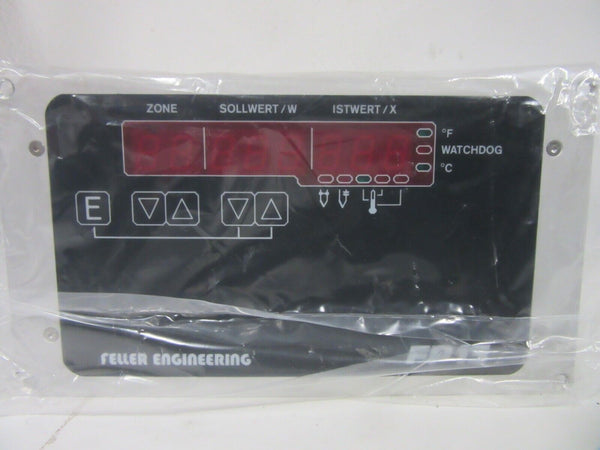 ZONE SOLLWERT/W ISTWERT/X
°F
WATCHDOG
°C
E
FELLER ENGINEERING